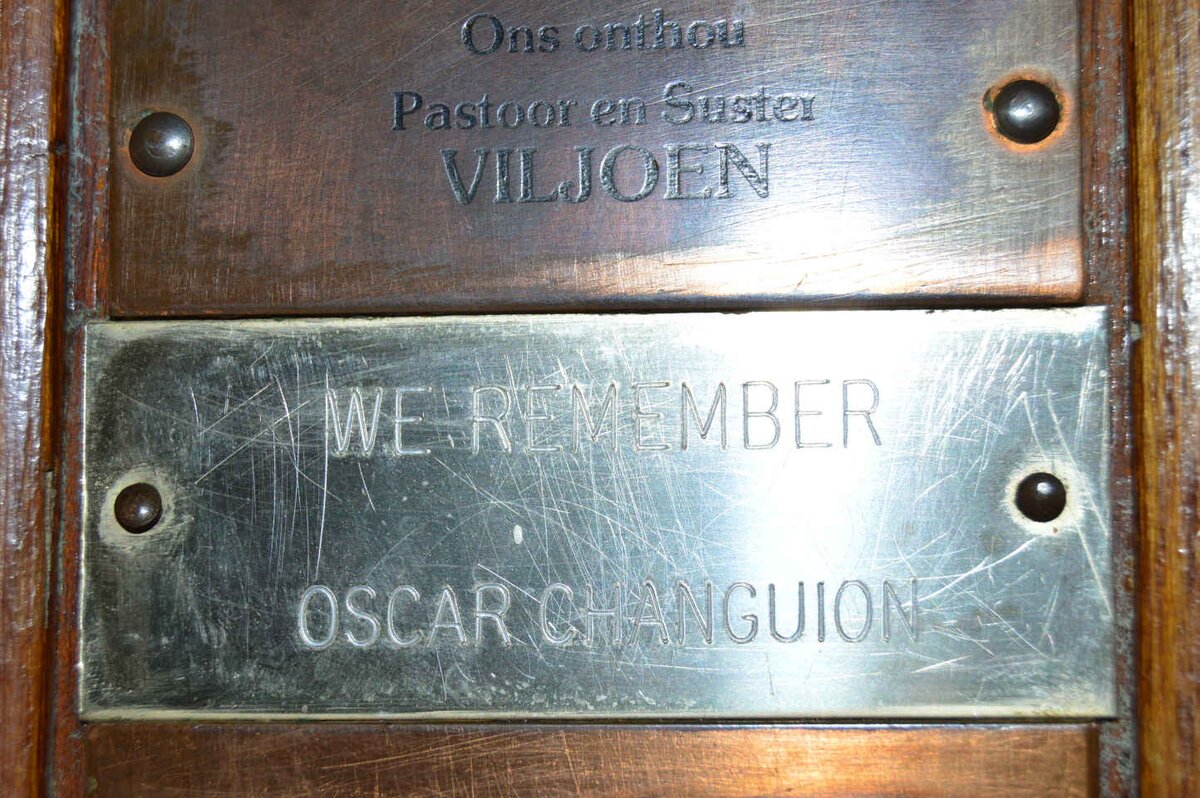 Ons onthou
Pastoor en Suster
VILJOEN
WE REMEMBER
OSCAR CHANGUION